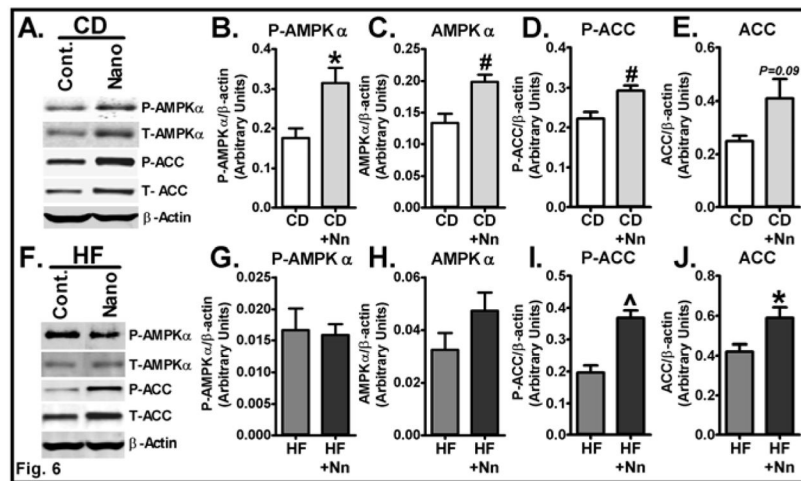 A. CD
Cont.
Nano
P-AMPKα
T-AMPKα
P-ACC
T- ACC
β-Actin
B. P-AMPK α
P-AMPKα/β-actin
(Arbitrary Units)
0.4
0.3
0.2
0.1
0.0
*
CD CD
+Nn
C. AMPK α
AMPKα/β-actin
(Arbitrary Units)
0.25
0.20
0.15
0.10
0.05
0.00
#
CD CD
+Nn
D. P-ACC
P-ACC/β-actin
(Arbitrary Units)
0.4
0.3
0.2
0.1
0.0
#
CD CD
+Nn
E. ACC
ACC/β-actin
(Arbitrary Units)
0.6
0.4
0.2
0.0
P=0.09
CD CD
+Nn
F. HF
Cont.
Nano
P-AMPKα
T-AMPKα
P-ACC
T-ACC
β-Actin
G. P-AMPK α
P-AMPKα/β-actin
(Arbitrary Units)
0.025
0.020
0.015
0.010
0.005
0.000
HF HF
+Nn
H. AMPK α
AMPKα/β-actin
(Arbitrary Units)
0.06
0.04
0.02
0.00
HF HF
+Nn
I. P-ACC
P-ACC/β-actin
(Arbitrary Units)
0.5
0.4
0.3
0.2
0.1
0.0
^
HF HF
+Nn
J. ACC
ACC/β-actin
(Arbitrary Units)
0.8
0.6
0.4
0.2
0.0
*
HF HF
+Nn
Fig. 6